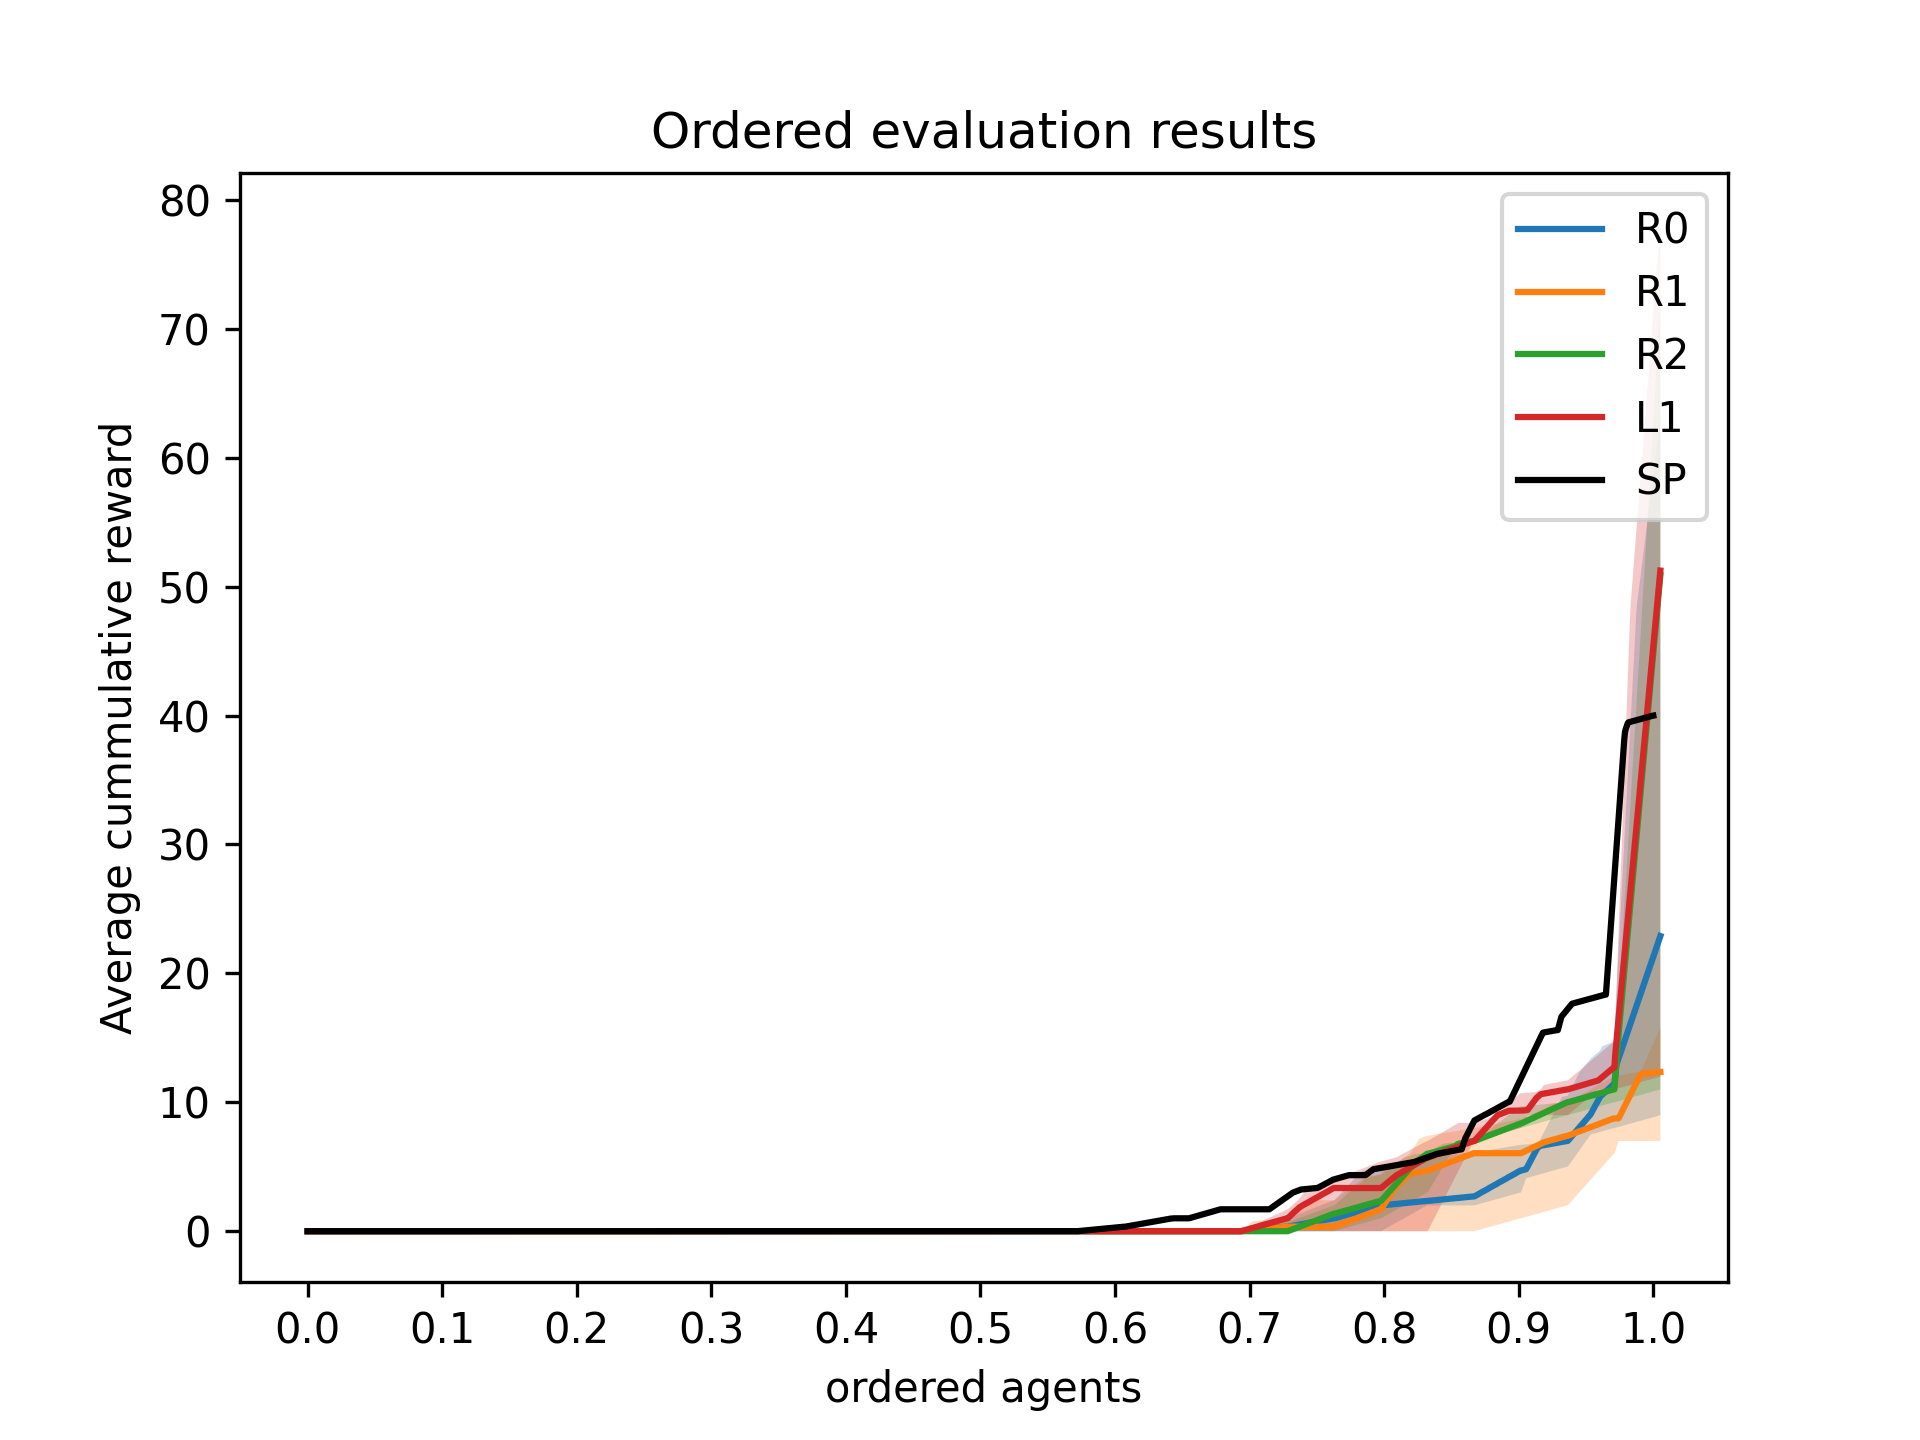 Ordered evaluation results
Average cummulative reward
80
70
60
50
40
30
20
10
0
R0
R1
R2
L1
SP
0.0 0.1 0.2 0.3 0.4 0.5 0.6 0.7 0.8 0.9 1.0
ordered agents